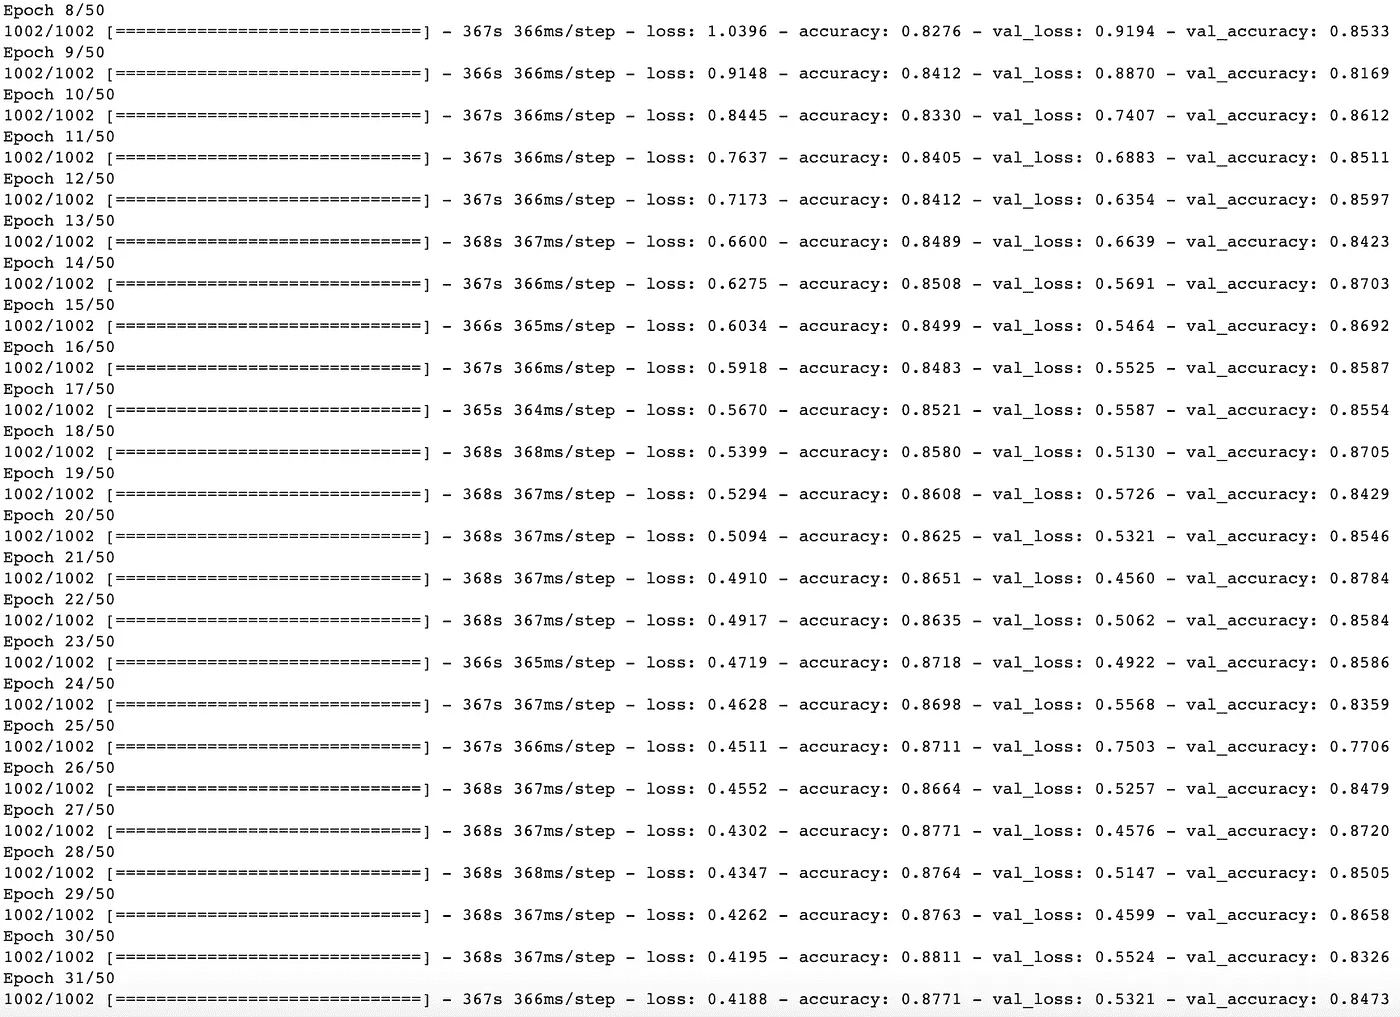 Epoch 8/50
1002/1002 [==============================] - 367s 366ms/step - loss: 1.0396 - accuracy: 0.8276 - val_loss: 0.9194 - val_accuracy: 0.8533
Epoch 9/50
1002/1002 [==============================] - 366s 366ms/step - loss: 0.9148 - accuracy: 0.8412 - val_loss: 0.8870 - val_accuracy: 0.8169
Epoch 10/50
1002/1002 [==============================] - 367s 366ms/step - loss: 0.8445 - accuracy: 0.8330 - val_loss: 0.7407 - val_accuracy: 0.8612
Epoch 11/50
1002/1002 [==============================] - 367s 366ms/step - loss: 0.7637 - accuracy: 0.8405 - val_loss: 0.6883 - val_accuracy: 0.8511
Epoch 12/50
1002/1002 [==============================] - 367s 366ms/step - loss: 0.7173 - accuracy: 0.8412 - val_loss: 0.6354 - val_accuracy: 0.8597
Epoch 13/50
1002/1002 [==============================] - 368s 367ms/step - loss: 0.6600 - accuracy: 0.8489 - val_loss: 0.6639 - val_accuracy: 0.8423
Epoch 14/50
1002/1002 [==============================] - 367s 366ms/step - loss: 0.6275 - accuracy: 0.8508 - val_loss: 0.5691 - val_accuracy: 0.8703
Epoch 15/50
1002/1002 [==============================] - 366s 365ms/step - loss: 0.6034 - accuracy: 0.8499 - val_loss: 0.5464 - val_accuracy: 0.8692
Epoch 16/50
1002/1002 [==============================] - 367s 366ms/step - loss: 0.5918 - accuracy: 0.8483 - val_loss: 0.5525 - val_accuracy: 0.8587
Epoch 17/50
1002/1002 [==============================] - 365s 364ms/step - loss: 0.5670 - accuracy: 0.8521 - val_loss: 0.5587 - val_accuracy: 0.8554
Epoch 18/50
1002/1002 [==============================] - 368s 368ms/step - loss: 0.5399 - accuracy: 0.8580 - val_loss: 0.5130 - val_accuracy: 0.8705
Epoch 19/50
1002/1002 [==============================] - 368s 367ms/step - loss: 0.5294 - accuracy: 0.8608 - val_loss: 0.5726 - val_accuracy: 0.8429
Epoch 20/50
1002/1002 [==============================] - 368s 367ms/step - loss: 0.5094 - accuracy: 0.8625 - val_loss: 0.5321 - val_accuracy: 0.8546
Epoch 21/50
1002/1002 [==============================] - 368s 367ms/step - loss: 0.4910 - accuracy: 0.8651 - val_loss: 0.4560 - val_accuracy: 0.8784
Epoch 22/50
1002/1002 [==============================] - 368s 367ms/step - loss: 0.4917 - accuracy: 0.8635 - val_loss: 0.5062 - val_accuracy: 0.8584
Epoch 23/50
1002/1002 [==============================] - 366s 365ms/step - loss: 0.4719 - accuracy: 0.8718 - val_loss: 0.4922 - val_accuracy: 0.8586
Epoch 24/50
1002/1002 [==============================] - 367s 367ms/step - loss: 0.4628 - accuracy: 0.8698 - val_loss: 0.5568 - val_accuracy: 0.8359
Epoch 25/50
1002/1002 [==============================] - 367s 366ms/step - loss: 0.4511 - accuracy: 0.8711 - val_loss: 0.7503 - val_accuracy: 0.7706
Epoch 26/50
1002/1002 [==============================] - 368s 367ms/step - loss: 0.4552 - accuracy: 0.8664 - val_loss: 0.5257 - val_accuracy: 0.8479
Epoch 27/50
1002/1002 [==============================] - 368s 367ms/step - loss: 0.4302 - accuracy: 0.8771 - val_loss: 0.4576 - val_accuracy: 0.8720
Epoch 28/50
1002/1002 [==============================] - 368s 368ms/step - loss: 0.4347 - accuracy: 0.8764 - val_loss: 0.5147 - val_accuracy: 0.8505
Epoch 29/50
1002/1002 [==============================] - 368s 367ms/step - loss: 0.4262 - accuracy: 0.8763 - val_loss: 0.4599 - val_accuracy: 0.8658
Epoch 30/50
1002/1002 [==============================] - 368s 367ms/step - loss: 0.4195 - accuracy: 0.8811 - val_loss: 0.5524 - val_accuracy: 0.8326
Epoch 31/50
1002/1002 [==============================] - 367s 366ms/step - loss: 0.4188 - accuracy: 0.8771 - val_loss: 0.5321 - val_accuracy: 0.8473